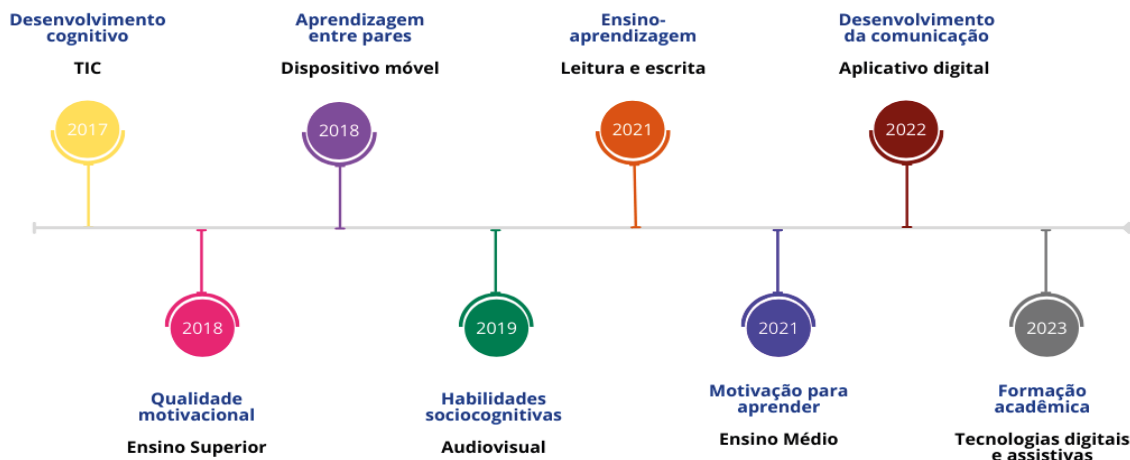 Desenvolvimento
cognitivo
TIC
2017
Aprendizagem
entre pares
Dispositivo móvel
2018
Ensino-
aprendizagem
Leitura e escrita
2021
Desenvolvimento
da comunicação
Aplicativo digital
2022
2018
Qualidade
motivacional
Ensino Superior
2019
Habilidades
sociocognitivas
Audiovisual
2021
Motivação para
aprender
Ensino Médio
2023
Formação
acadêmica
Tecnologias digitais
e assistivas